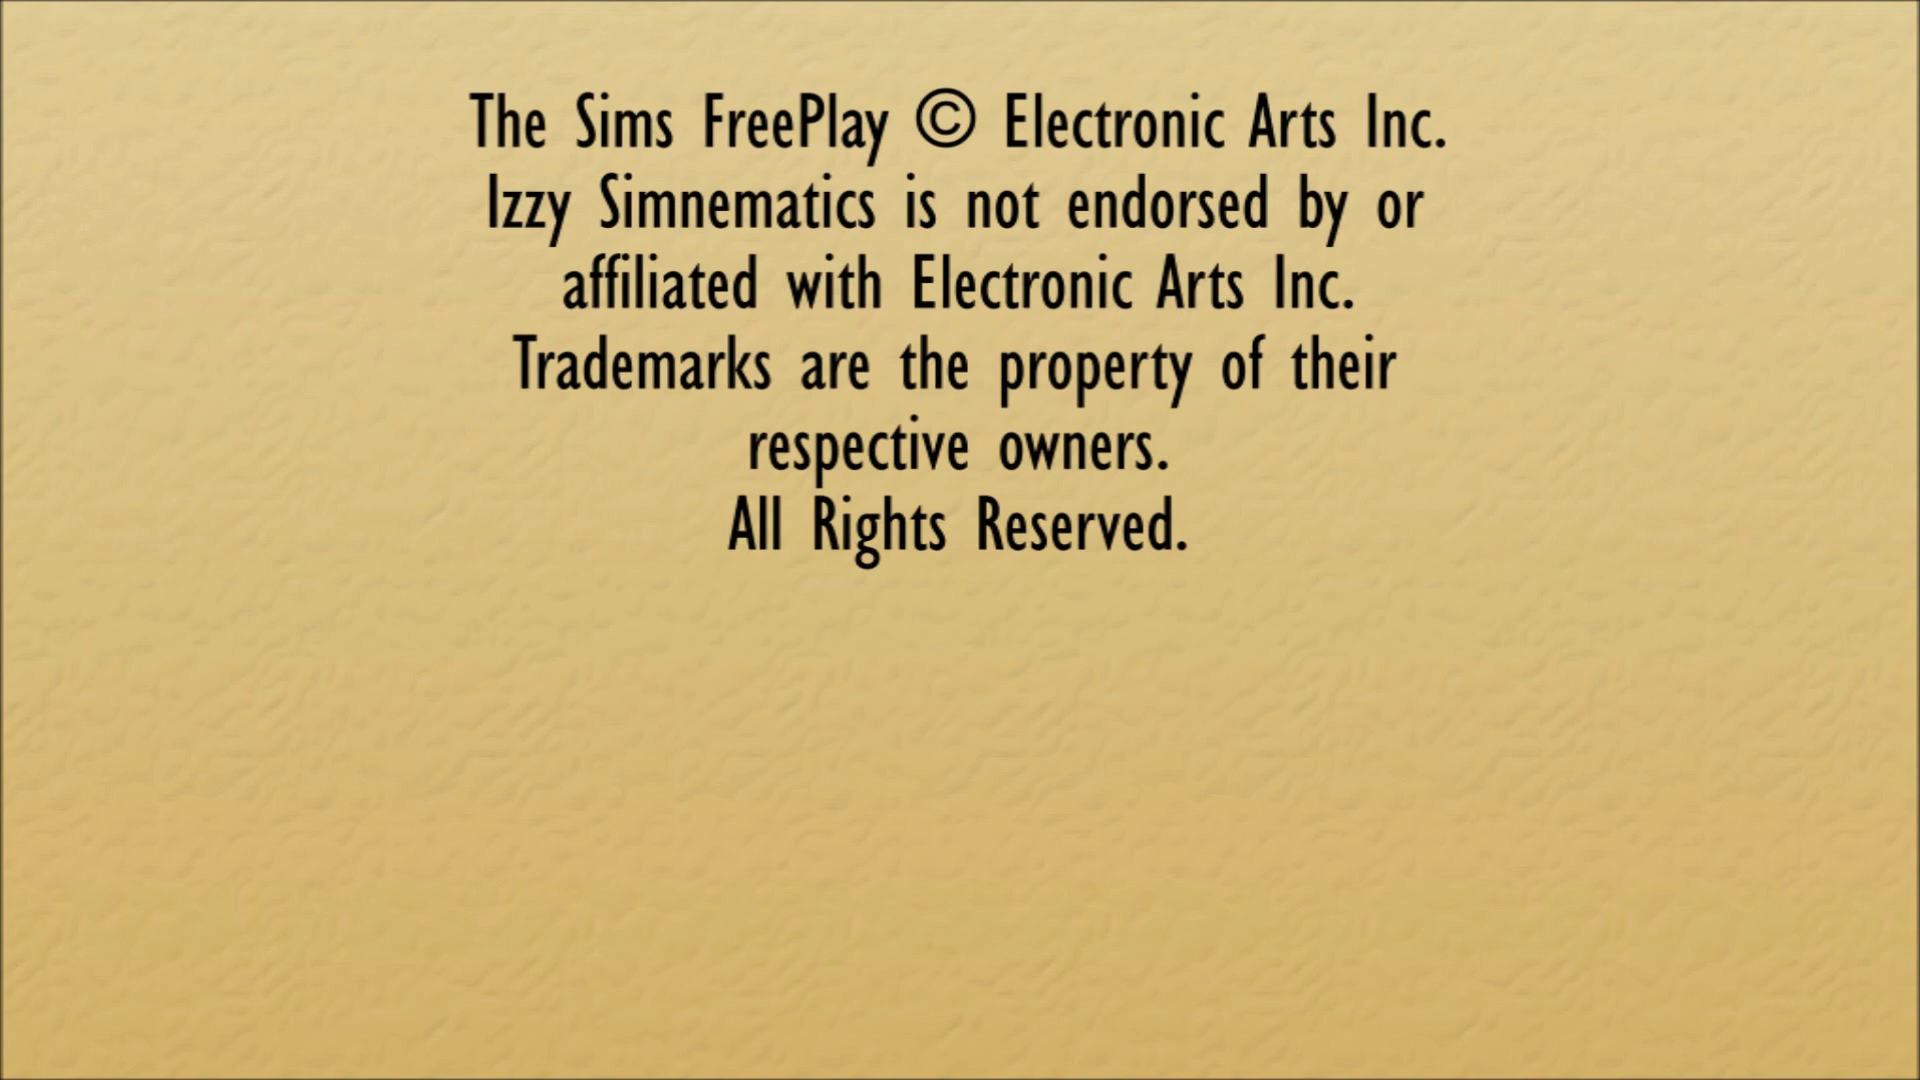 The Sims FreePlay © Electronic Arts Inc.
Izzy Simnematics is not endorsed by or
affiliated with Electronic Arts Inc.
Trademarks are the property of their
respective owners.
All Rights Reserved.